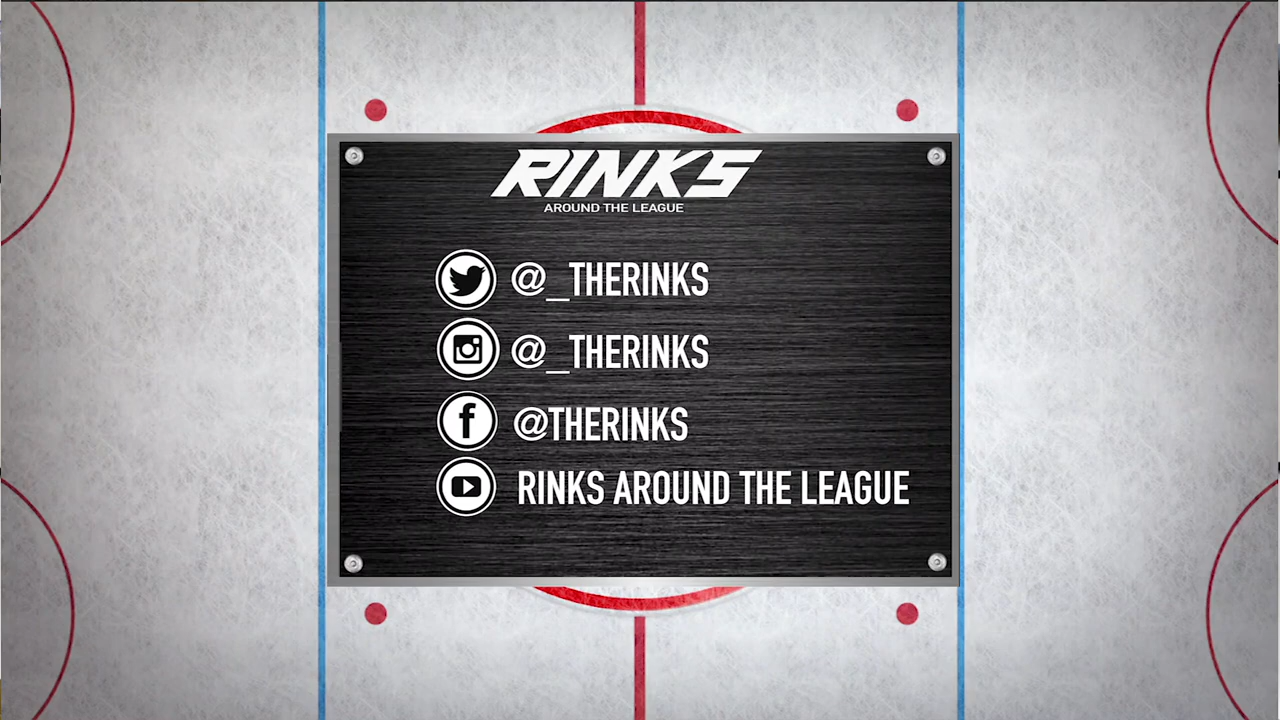 RINKS
AROUND THE LEAGUE
@_THERINKS
@_THERINKS
@THERINKS
RINKS AROUND THE LEAGUE